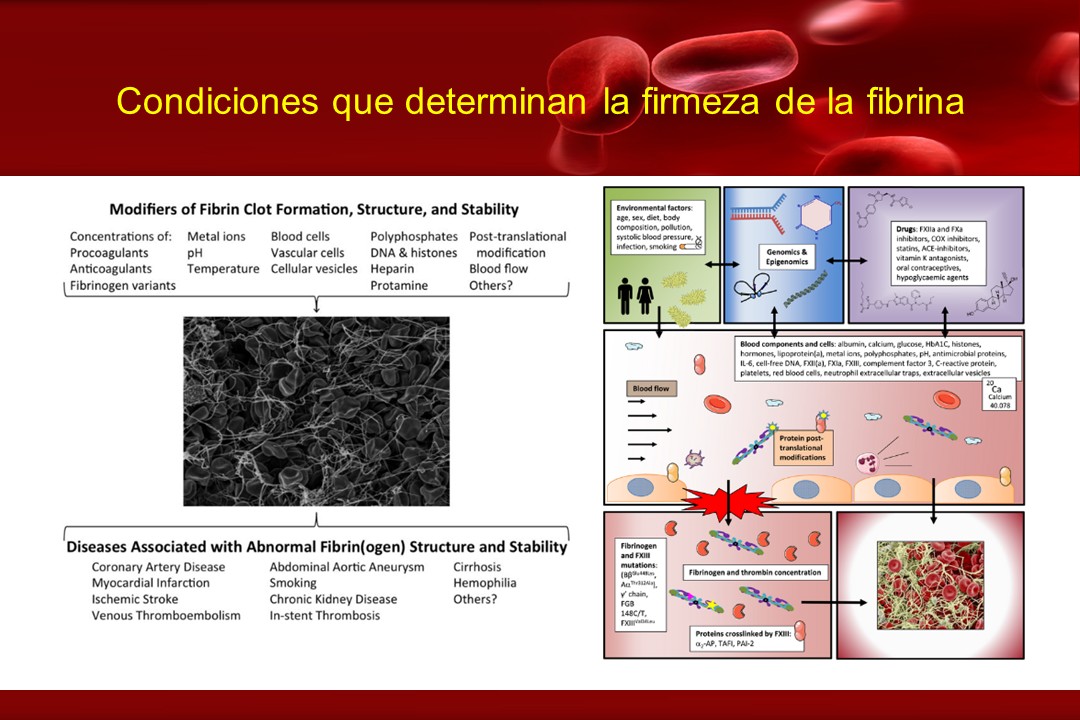 Condiciones que determinan la firmeza de la fibrina
Modifiers of Fibrin Clot Formation, Structure, and Stability
Concentrations of:
Procoagulants
Anticoagulants
Fibrinogen variants
Metal ions
pH
Temperature
Blood cells
Vascular cells
Cellular vesicles
Polyphosphates
DNA & histones
Heparin
Protamine
Post-translational
modification
Blood flow
Others?
Diseases Associated with Abnormal Fibrin(ogen) Structure and Stability
Coronary Artery Disease
Myocardial Infarction
Ischemic Stroke
Venous Thromboembolism
Abdominal Aortic Aneurysm
Smoking
Chronic Kidney Disease
In-stent Thrombosis
Cirrhosis
Hemophilia
Others?
Environmental factors:
age, sex, diet, body
composition, pollution,
systolic blood pressure,
infection, smoking
Genomics &
Epigenomics
Drugs: FXIIa and FXa
inhibitors, COX inhibitors,
statins, ACE-inhibitors,
vitamin K antagonists,
oral contraceptives,
hypoglycaemic agents
Blood components and cells: albumin, calcium, glucose, HbA1C, histones,
hormones, lipoprotein(a), metal ions, polyphosphates, pH, antimicrobial proteins,
IL-6, cell-free DNA, FXII(a), FXIa, FXIII, complement factor 3, C-reactive protein,
platelets, red blood cells, neutrophil extracellular traps, extracellular vesicles
20
Ca
Calcium
40.078
Blood flow
Protein post-
translational
modifications
Fibrinogen
and FXIII
mutations:
γ' chain,
FGB
148C/T,
Fibrinogen and thrombin concentration
Proteins crosslinked by FXIII:
α₂-AP, TAFI, PAI-2